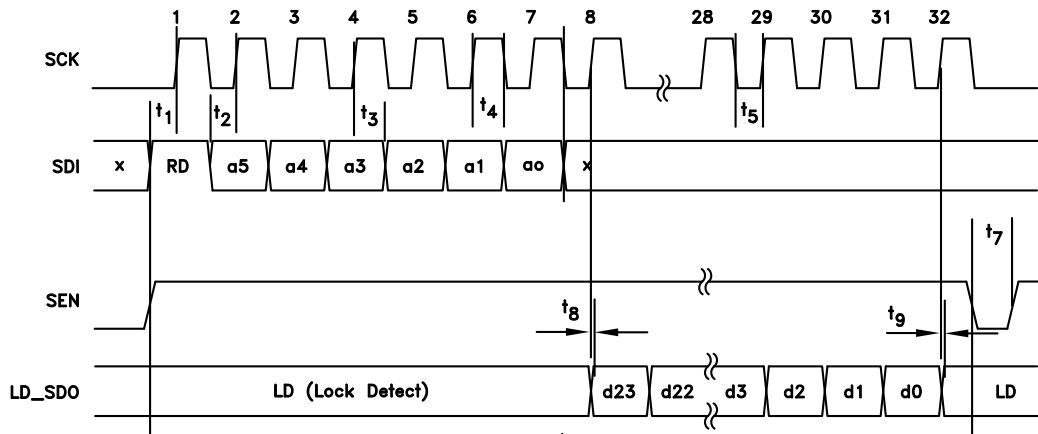 1 2 3 4 5 6 7 8 28 29 30 31 32
SCK
t1 t2 t3 t4 t5
SDI x RD a5 a4 a3 a2 a1 ao x
t7
SEN
t8 t9
LD_SDO LD (Lock Detect) d23 d22 d3 d2 d1 d0 LD